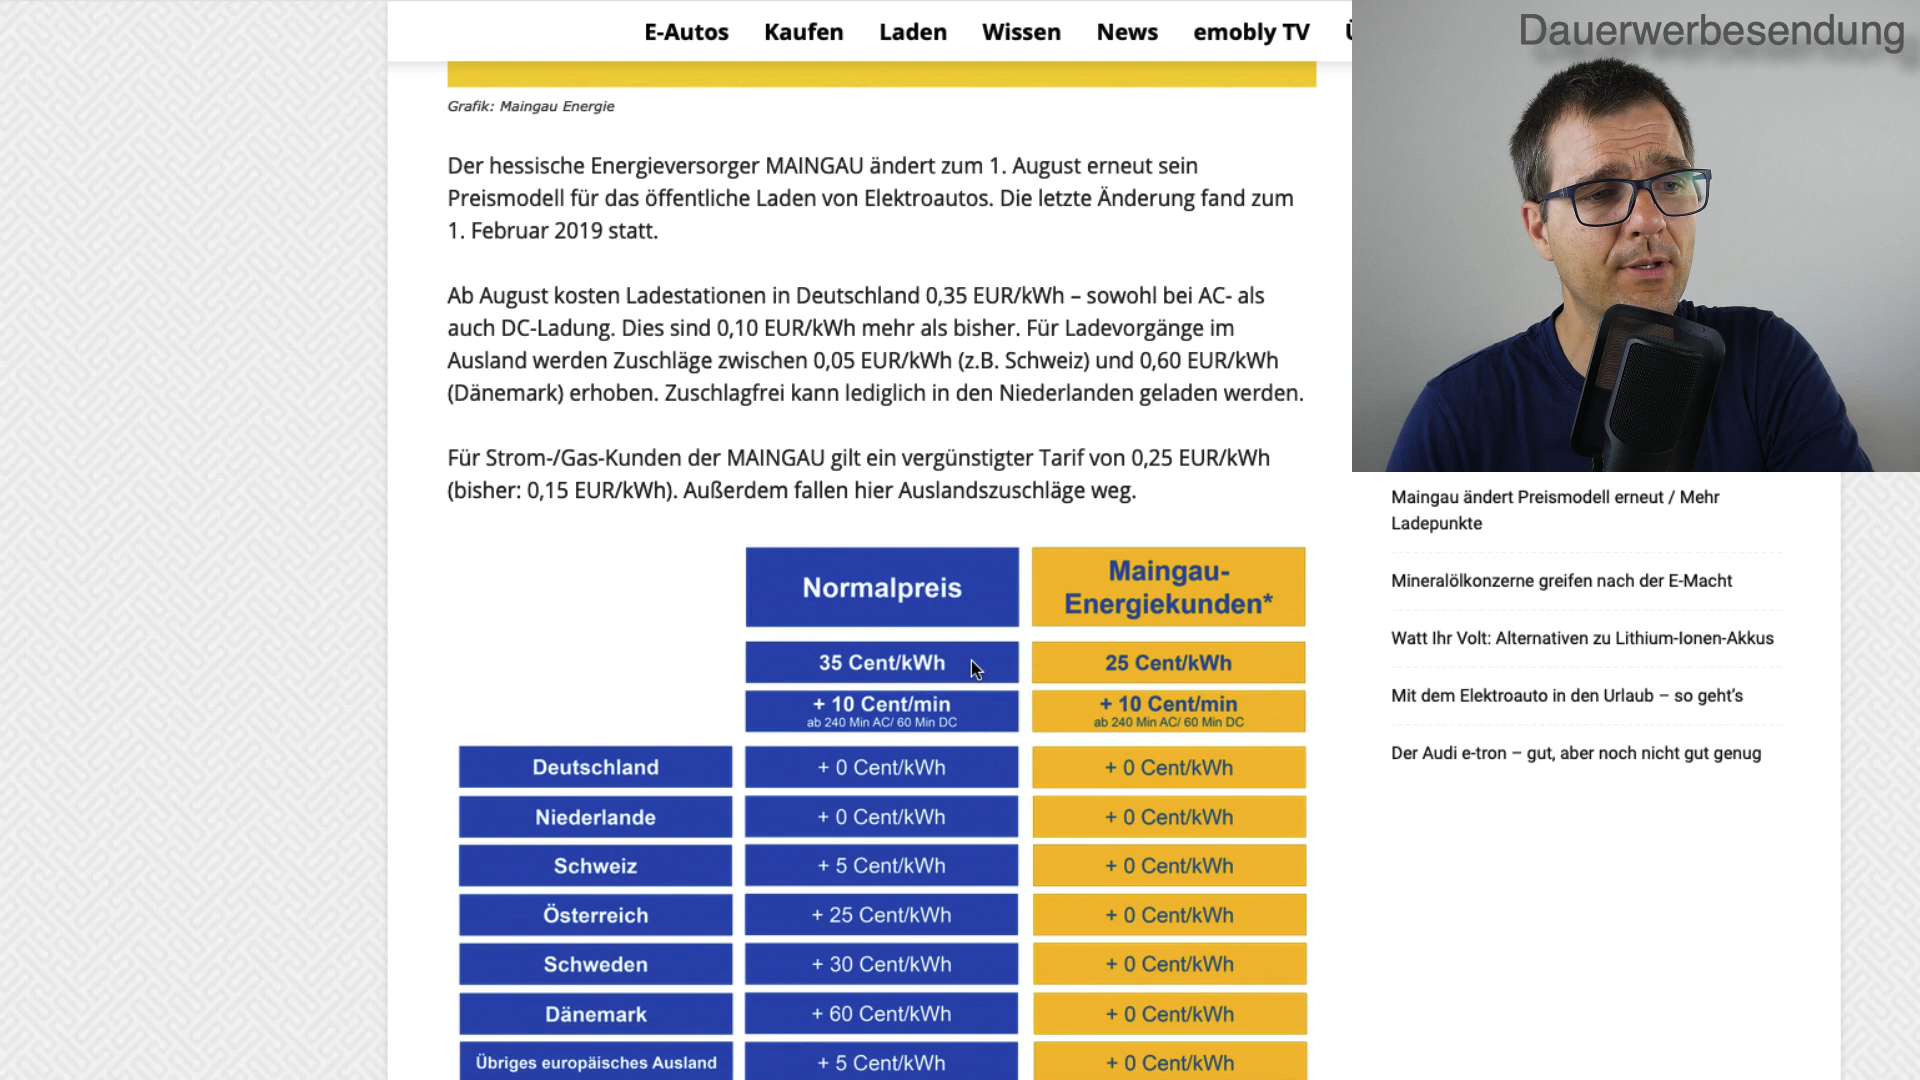 E-Autos Kaufen Laden Wissen News emobly TV
Dauerwerbesendung
Grafik: Maingau Energie
Der hessische Energieversorger MAINGAU ändert zum 1. August erneut sein
Preismodell für das öffentliche Laden von Elektroautos. Die letzte Änderung fand zum
1. Februar 2019 statt.
Ab August kosten Ladestationen in Deutschland 0,35 EUR/kWh – sowohl bei AC- als
auch DC-Ladung. Dies sind 0,10 EUR/kWh mehr als bisher. Für Ladevorgänge im
Ausland werden Zuschläge zwischen 0,05 EUR/kWh (z.B. Schweiz) und 0,60 EUR/kWh
(Dänemark) erhoben. Zuschlagfrei kann lediglich in den Niederlanden geladen werden.
Für Strom-/Gas-Kunden der MAINGAU gilt ein vergünstigter Tarif von 0,25 EUR/kWh
(bisher: 0,15 EUR/kWh). Außerdem fallen hier Auslandszuschläge weg.
Normalpreis
Maingau-
Energiekunden*
35 Cent/kWh 25 Cent/kWh
+ 10 Cent/min + 10 Cent/min
ab 240 Min AC/ 60 Min DC ab 240 Min AC/ 60 Min DC
Deutschland + 0 Cent/kWh + 0 Cent/kWh
Niederlande + 0 Cent/kWh + 0 Cent/kWh
Schweiz + 5 Cent/kWh + 0 Cent/kWh
Österreich + 25 Cent/kWh + 0 Cent/kWh
Schweden + 30 Cent/kWh + 0 Cent/kWh
Dänemark + 60 Cent/kWh + 0 Cent/kWh
Übriges europäisches Ausland + 5 Cent/kWh + 0 Cent/kWh
Maingau ändert Preismodell erneut / Mehr
Ladepunkte
Mineralölkonzerne greifen nach der E-Macht
Watt Ihr Volt: Alternativen zu Lithium-Ionen-Akkus
Mit dem Elektroauto in den Urlaub – so geht's
Der Audi e-tron – gut, aber noch nicht gut genug